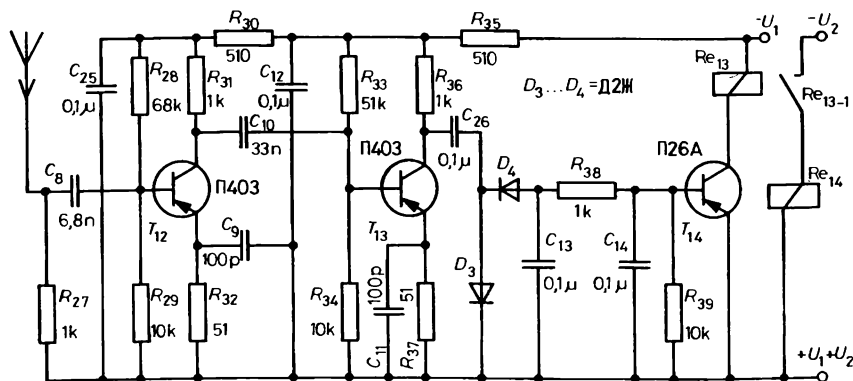 R30
510
R35
510
-U1
-U2
C25
0,1µ
R28
68k
R31
1k
C12
0,1µ
R33
51k
R36
1k
D3...D4 = Д2Ж
Re13
Re13-1
C10
33n
C26
0,1µ
C8
6,8n
П403
T12
П403
T13
D4
R38
1k
П26А
T14
Re14
C9
100p
D3
C13
0,1µ
C14
0,1µ
R27
1k
R29
10k
R32
51
R34
10k
100p
C11
51
R37
R39
10k
+U1 +U2